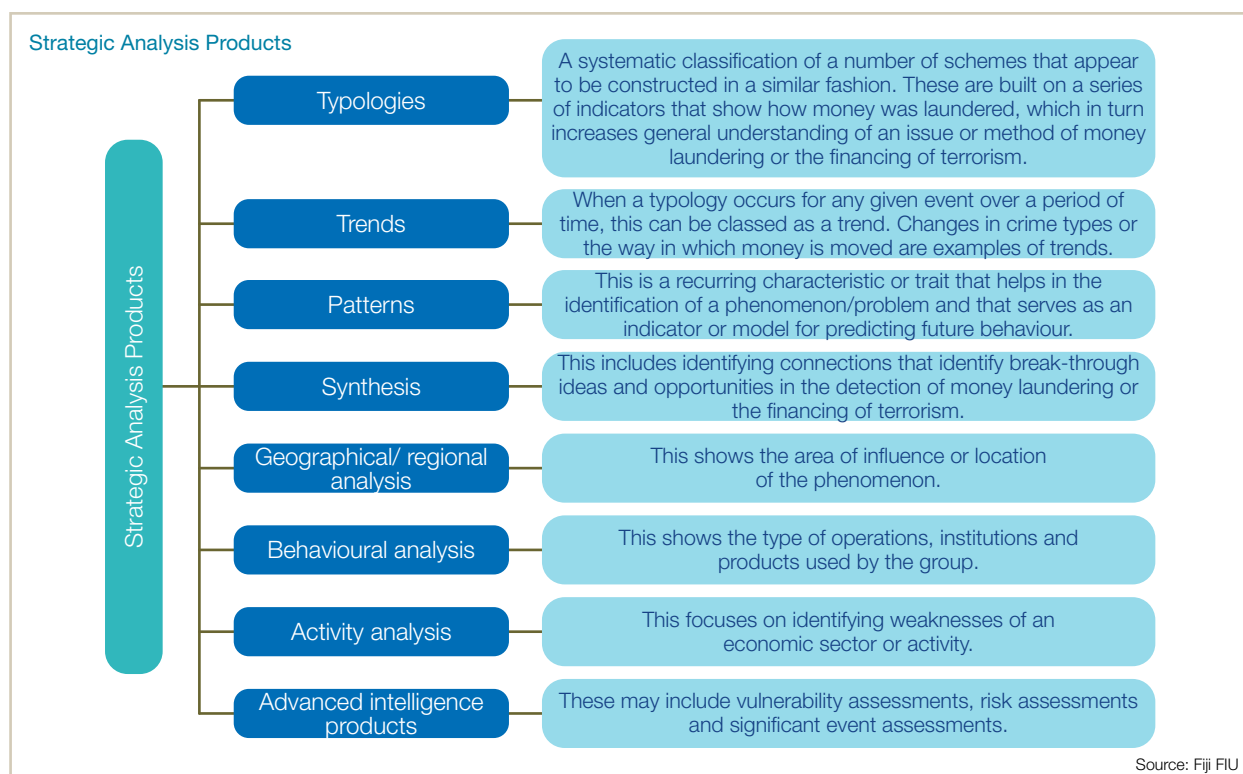 Strategic Analysis Products
Strategic Analysis Products
Typologies
A systematic classification of a number of schemes that appear
to be constructed in a similar fashion. These are built on a series
of indicators that show how money was laundered, which in turn
increases general understanding of an issue or method of money
laundering or the financing of terrorism.
Trends
When a typology occurs for any given event over a period of
time, this can be classed as a trend. Changes in crime types or
the way in which money is moved are examples of trends.
Patterns
This is a recurring characteristic or trait that helps in the
identification of a phenomenon/problem and that serves as an
indicator or model for predicting future behaviour.
Synthesis
This includes identifying connections that identify break-through
ideas and opportunities in the detection of money laundering or
the financing of terrorism.
Geographical/ regional
analysis
This shows the area of influence or location
of the phenomenon.
Behavioural analysis
This shows the type of operations, institutions and
products used by the group.
Activity analysis
This focuses on identifying weaknesses of an
economic sector or activity.
Advanced intelligence
products
These may include vulnerability assessments, risk assessments
and significant event assessments.
Source: Fiji FIU